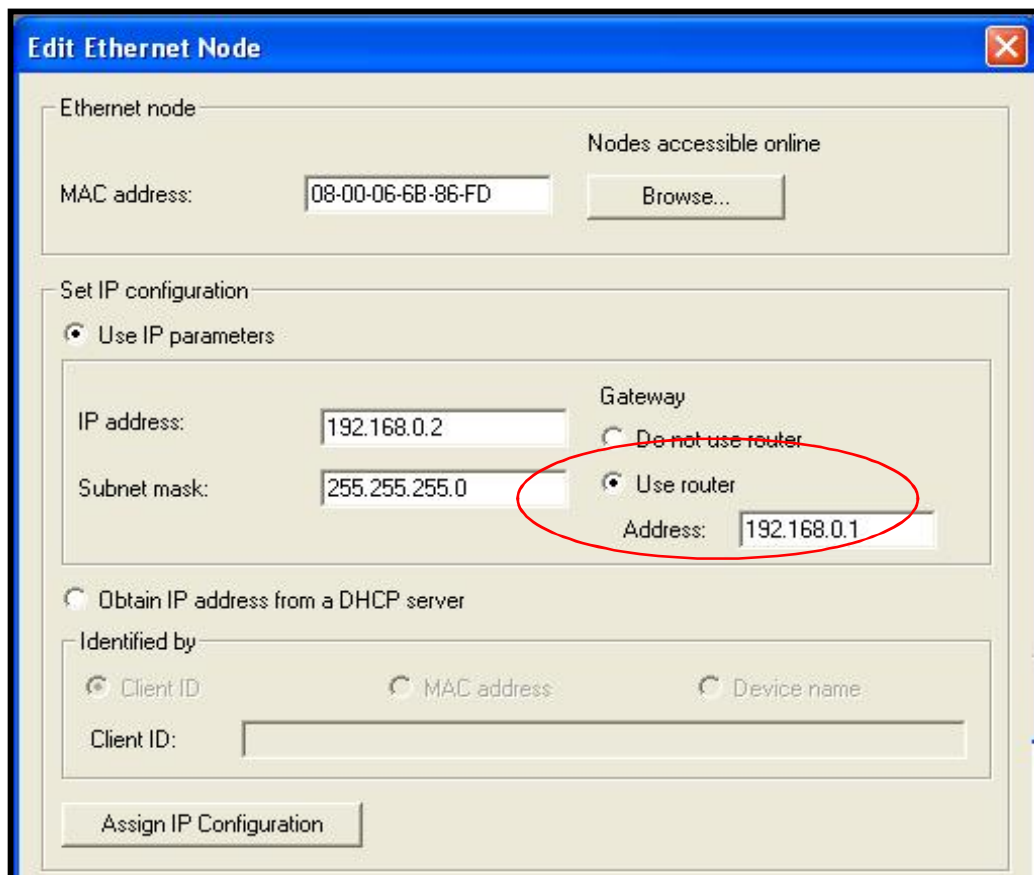 Edit Ethernet Node
Ethernet node
Nodes accessible online
MAC address: 08-00-06-6B-86-FD Browse...
Set IP configuration
Use IP parameters
Gateway
IP address: 192.168.0.2
Do not use router
Subnet mask: 255.255.255.0
Use router
Address: 192.168.0.1
Obtain IP address from a DHCP server
Identified by
Client ID MAC address Device name
Client ID:
Assign IP Configuration